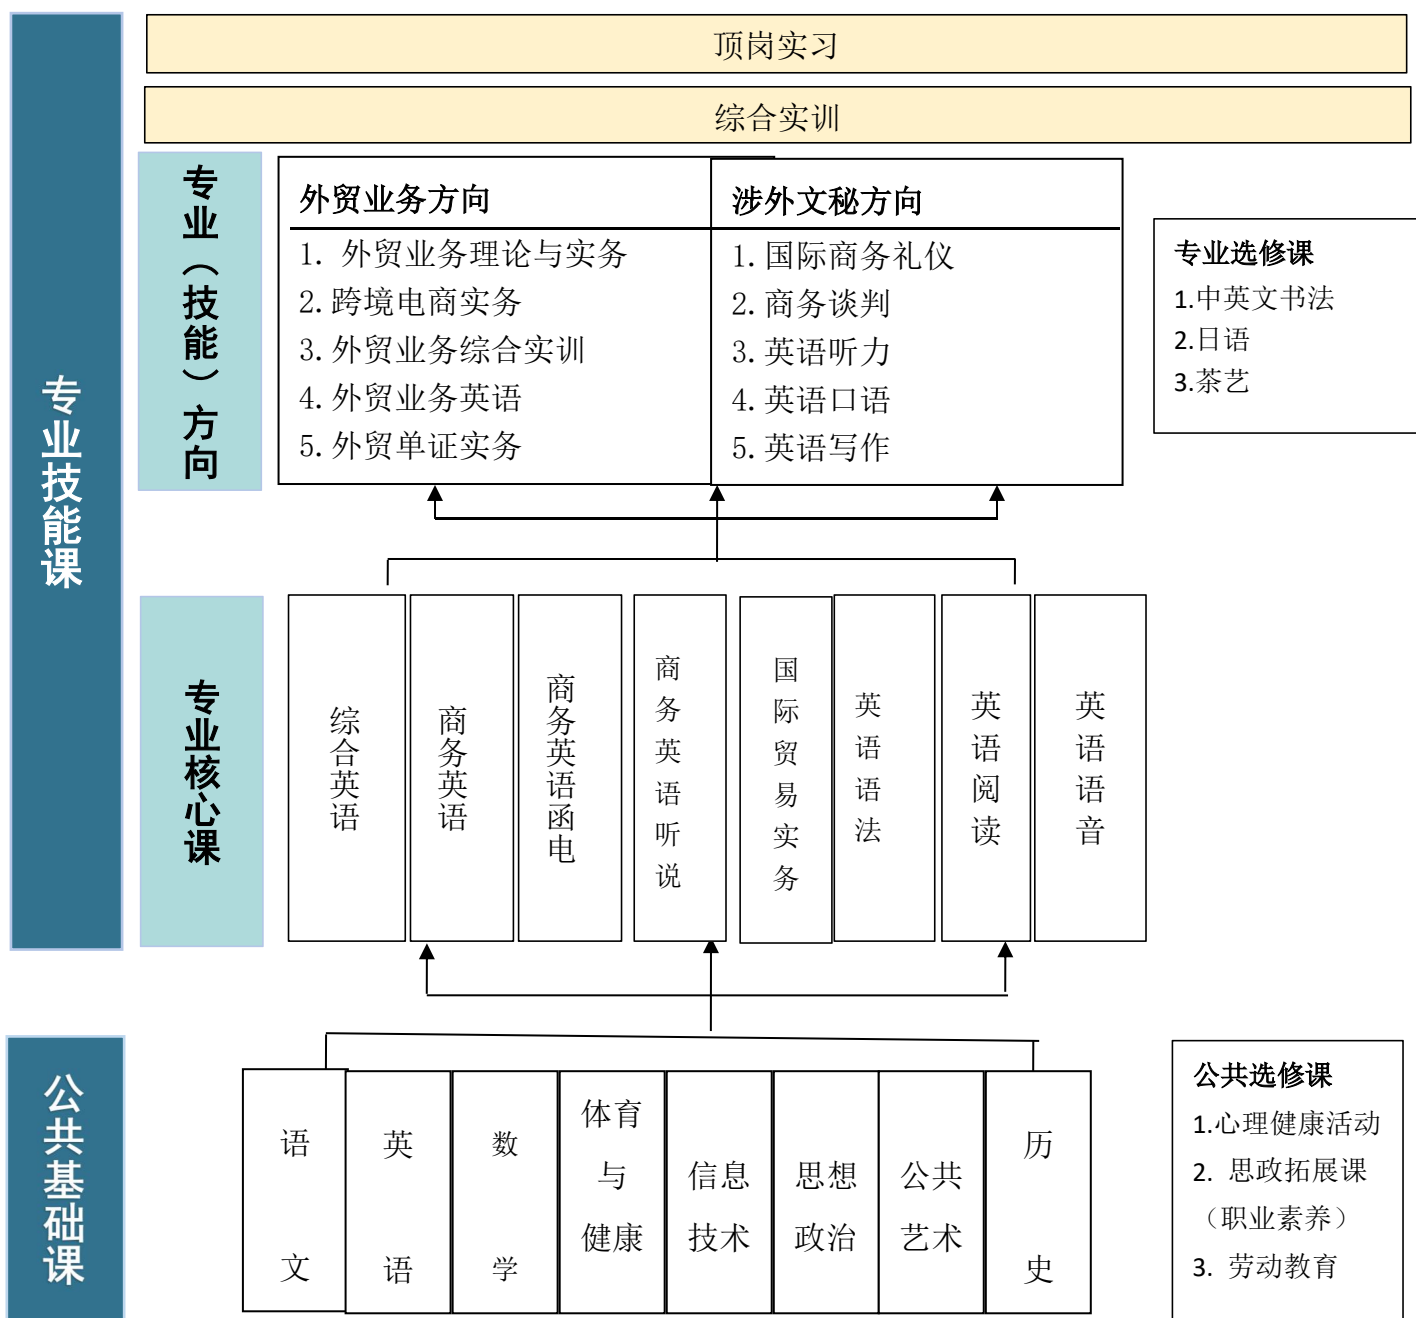 顶岗实习
综合实训
专业技能课
专业（技能）方向
外贸业务方向
1. 外贸业务理论与实务
2.跨境电商实务
3.外贸业务综合实训
4.外贸业务英语
5.外贸单证实务
涉外文秘方向
1.国际商务礼仪
2.商务谈判
3.英语听力
4.英语口语
5.英语写作
专业选修课
1.中英文书法
2.日语
3.茶艺
专业核心课
综合英语
商务英语
商务英语函电
商务英语听说
国际贸易实务
英语语法
英语阅读
英语语音
公共基础课
语文
英语
数学
体育
与
健康
信息
技术
思想
政治
公共
艺术
历史
公共选修课
1.心理健康活动
2. 思政拓展课
（职业素养）
3. 劳动教育